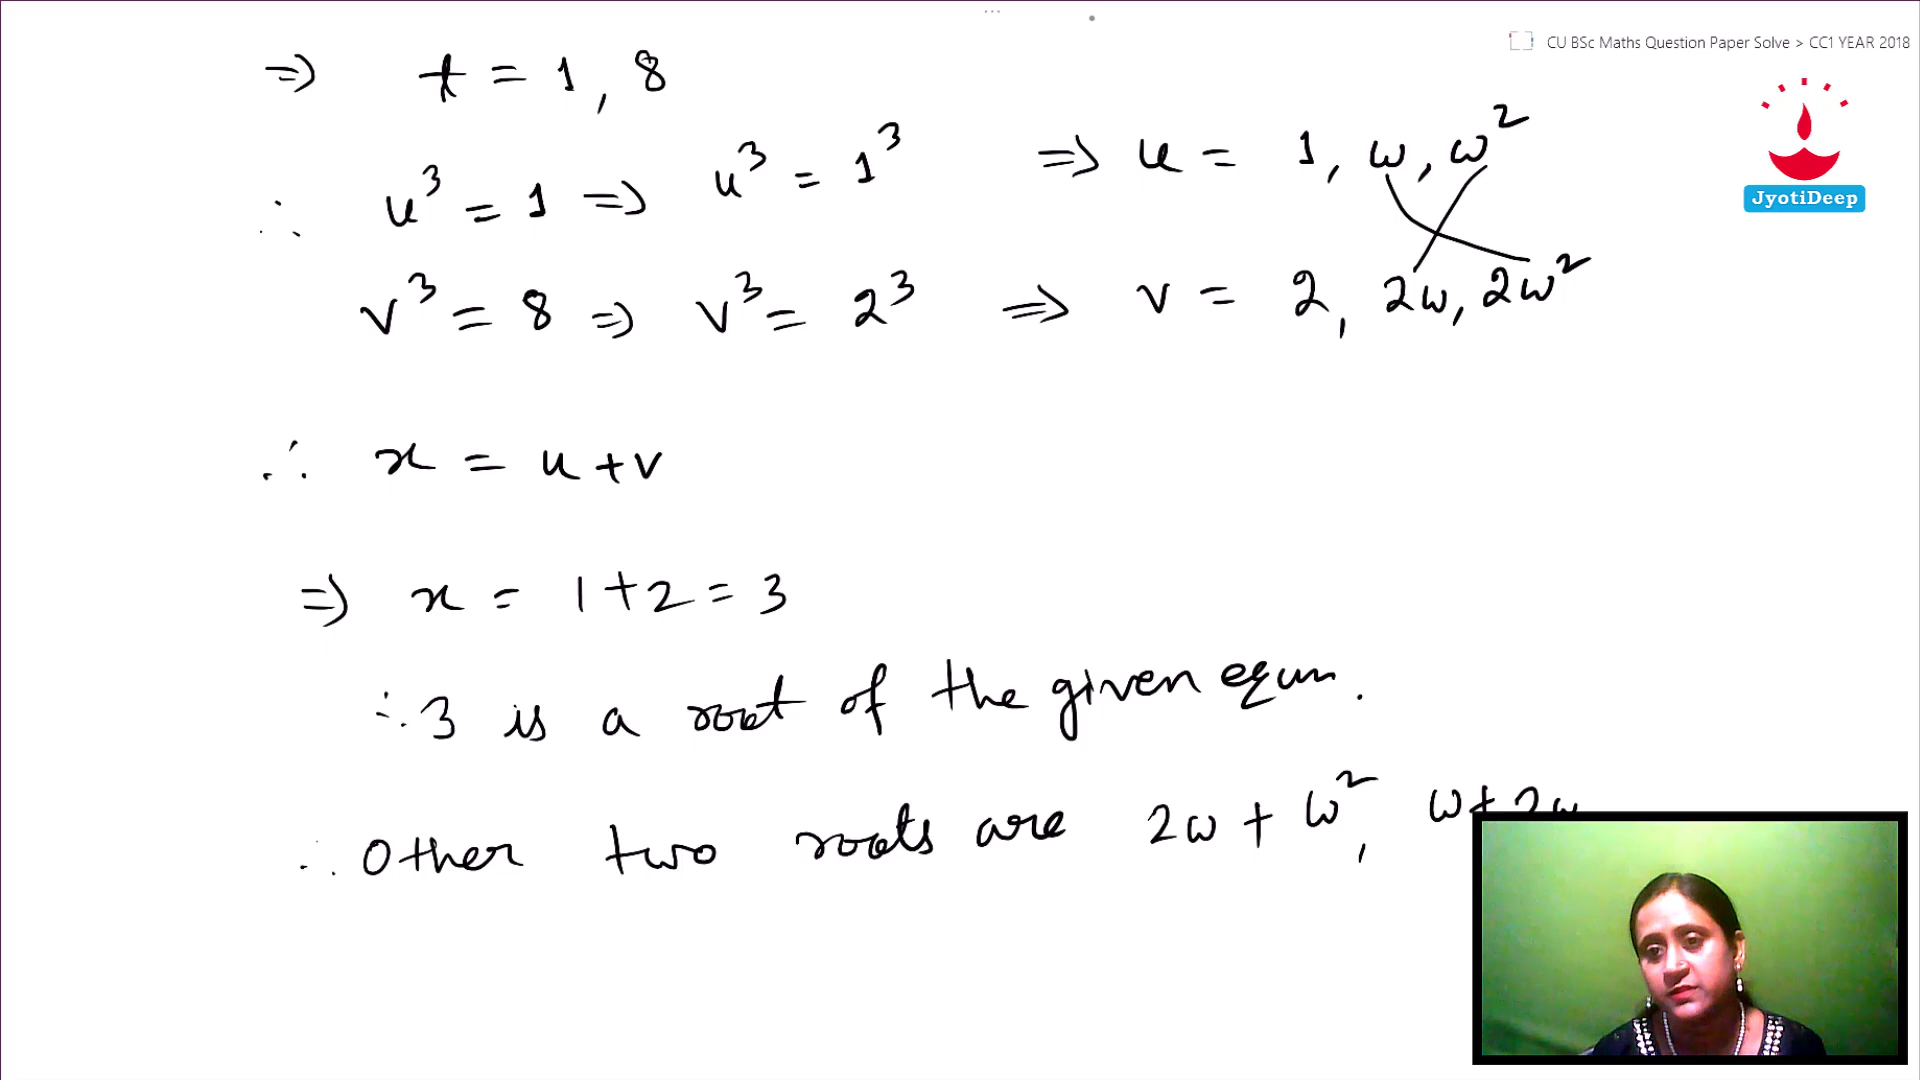 CU BSc Maths Question Paper Solve > CC1 YEAR 2018
⇒ t = 1, 8
JyotiDeep
∴ u³ = 1 ⇒ u³ = 1³ ⇒ u = 1, ω, ω²
v³ = 8 ⇒ v³ = 2³ ⇒ v = 2, 2ω, 2ω²
∴ x = u+v
⇒ x = 1+2 = 3
∴ 3 is a root of the given equn.
∴ Other two roots are 2ω + ω², ω + 2ω